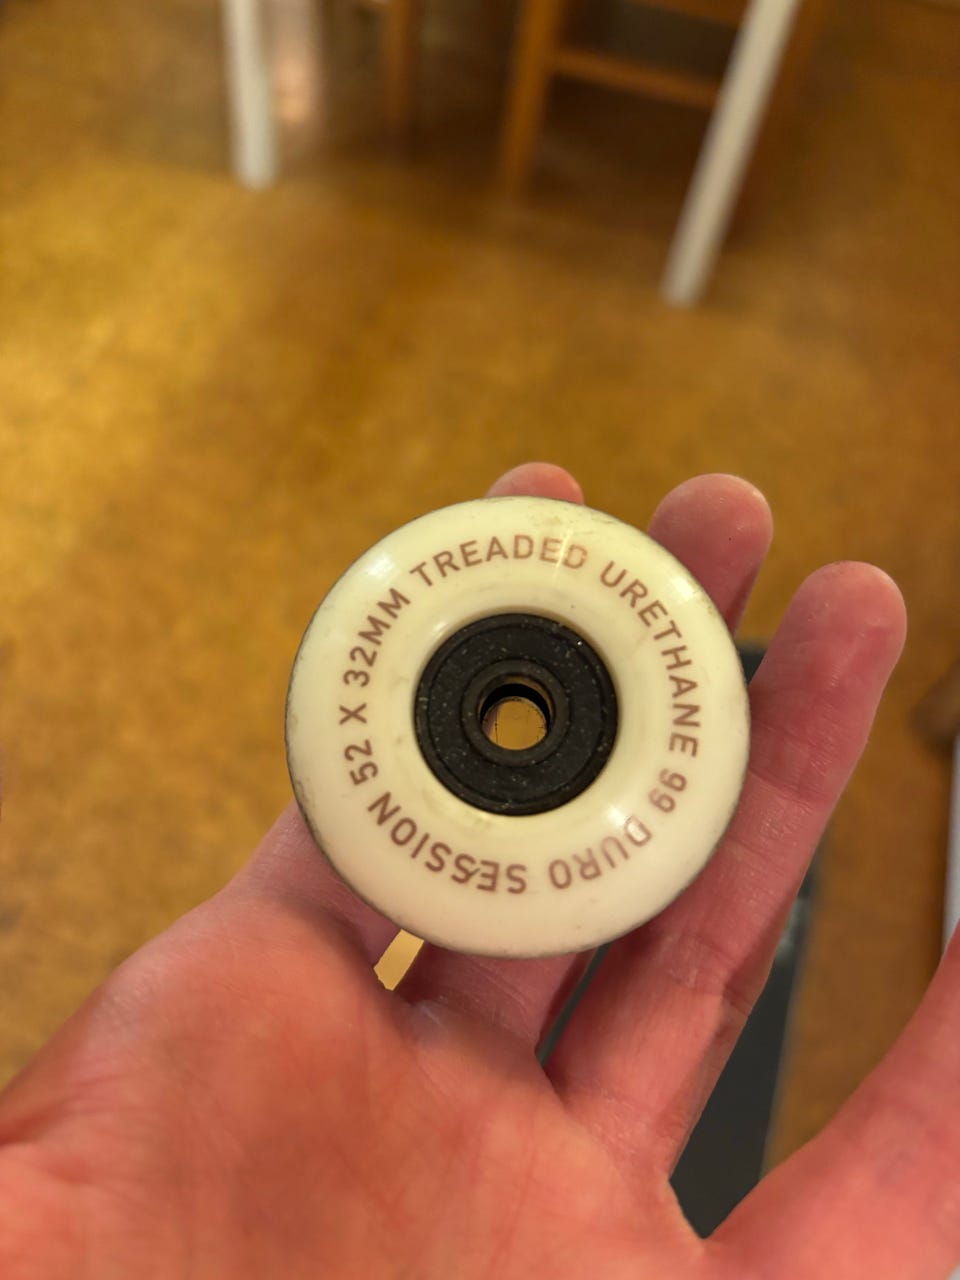 SESSION 52 X 32MM TREADED URETHANE 99 DURO